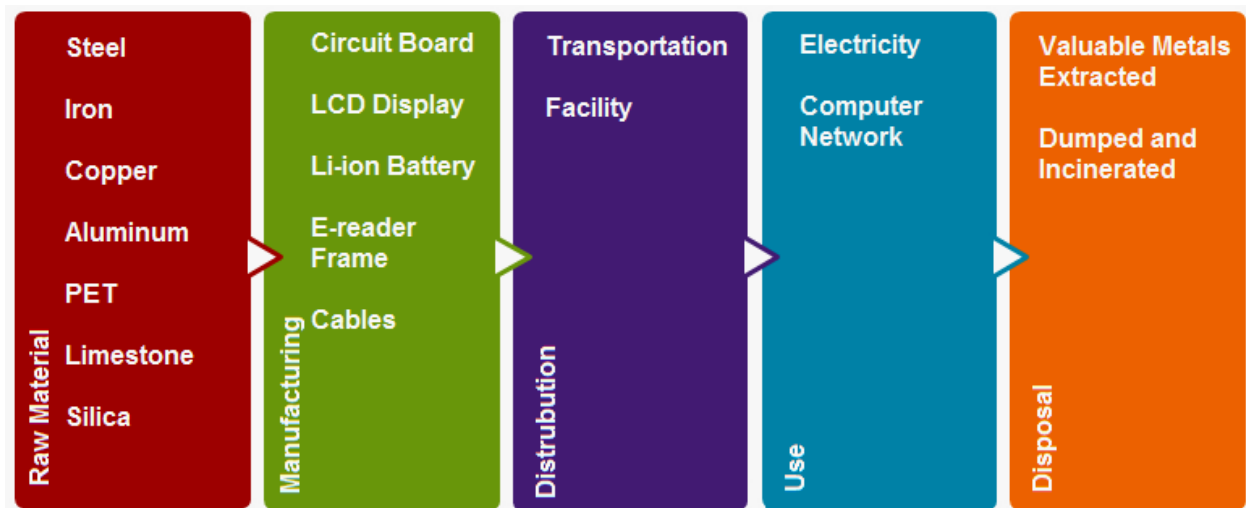 Raw Material
Steel
Iron
Copper
Aluminum
PET
Limestone
Silica
Manufacturing
Circuit Board
LCD Display
Li-ion Battery
E-reader
Frame
Cables
Distrubution
Transportation
Facility
Use
Electricity
Computer
Network
Disposal
Valuable Metals
Extracted
Dumped and
Incinerated